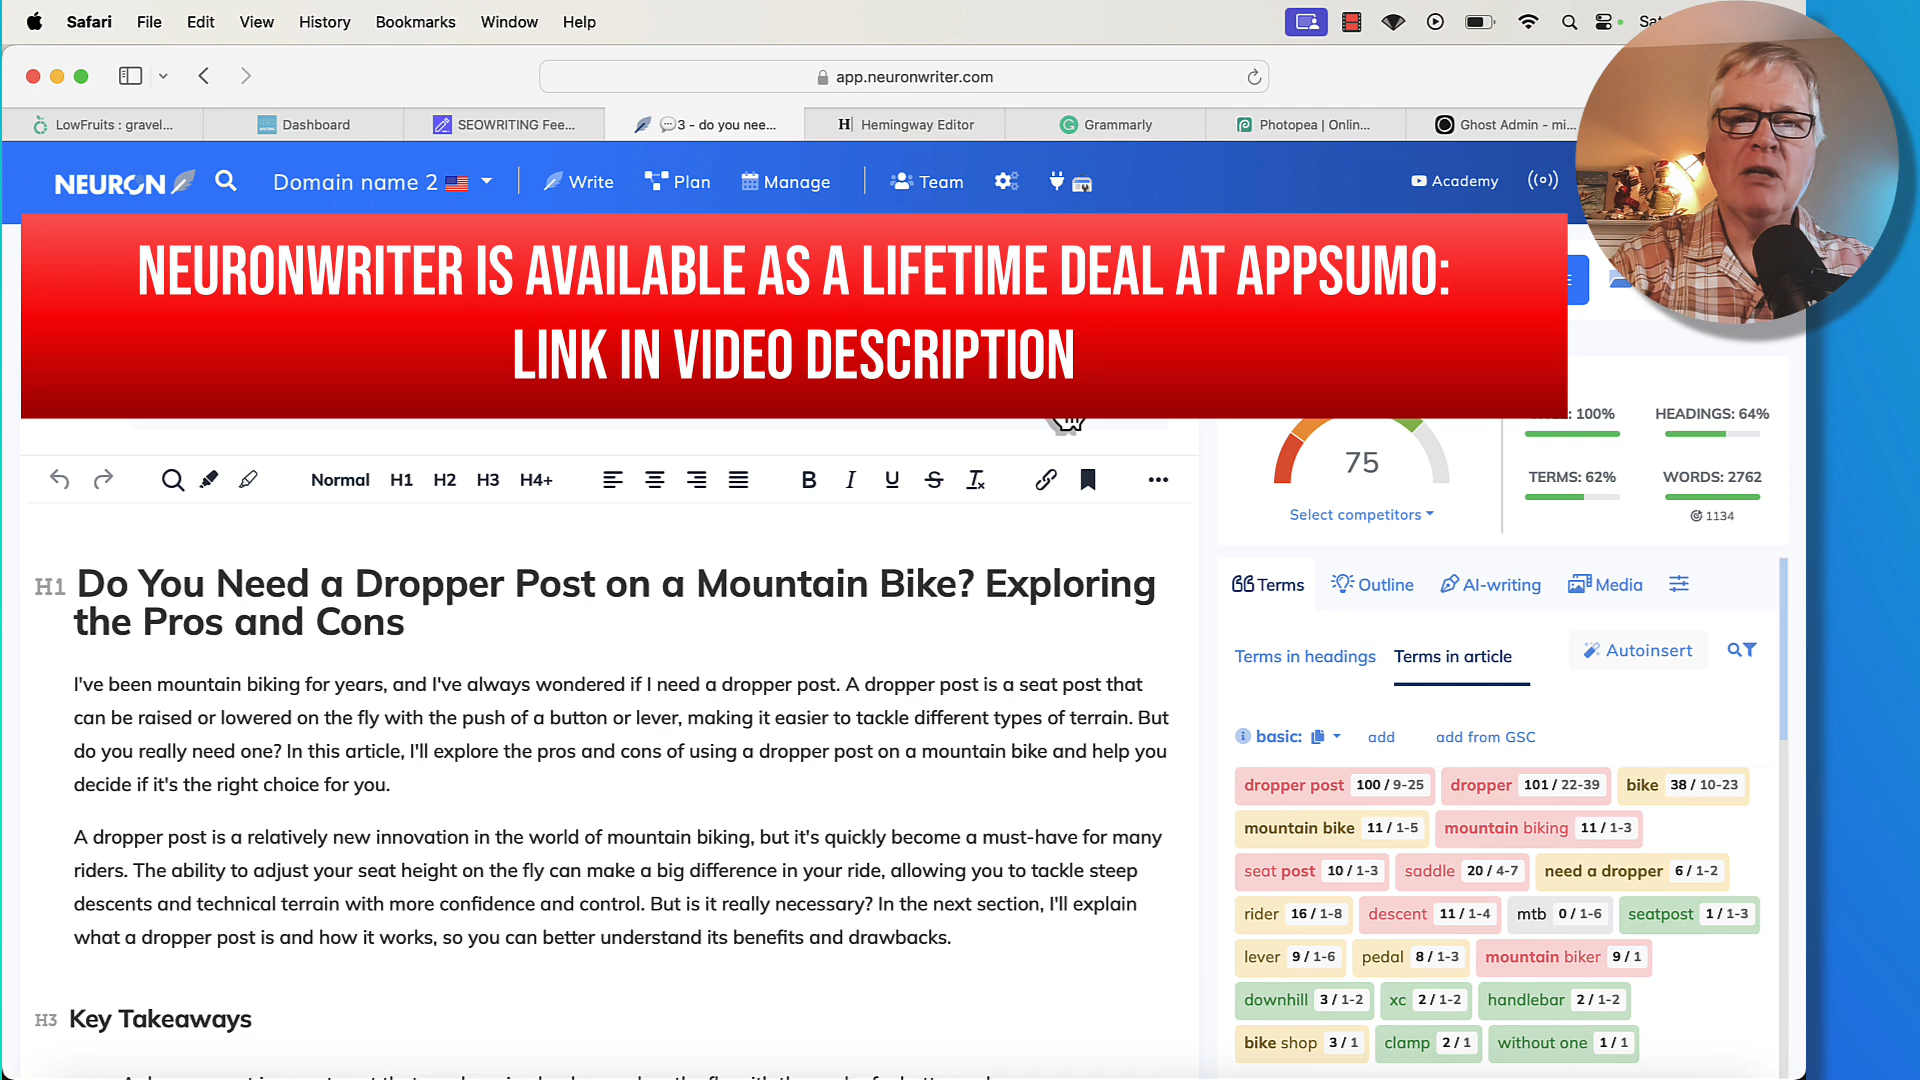 Safari File Edit View History Bookmarks Window Help
app.neuronwriter.com
LowFruits : gravel...
Dashboard
SEOWRITING Fee...
3 - do you nee...
Hemingway Editor
Grammarly
Photopea | Onlin...
Ghost Admin - mi...
NEURON
Domain name 2
Write
Plan
Manage
Team
Academy
NEURONWRITER IS AVAILABLE AS A LIFETIME DEAL AT APPSUMO:
LINK IN VIDEO DESCRIPTION
: 100%
HEADINGS: 64%
75
TERMS: 62%
WORDS: 2762
Select competitors
1134
Normal H1 H2 H3 H4+
B I U S Tx
H1 Do You Need a Dropper Post on a Mountain Bike? Exploring
the Pros and Cons
I've been mountain biking for years, and I've always wondered if I need a dropper post. A dropper post is a seat post that
can be raised or lowered on the fly with the push of a button or lever, making it easier to tackle different types of terrain. But
do you really need one? In this article, I'll explore the pros and cons of using a dropper post on a mountain bike and help you
decide if it's the right choice for you.
A dropper post is a relatively new innovation in the world of mountain biking, but it's quickly become a must-have for many
riders. The ability to adjust your seat height on the fly can make a big difference in your ride, allowing you to tackle steep
descents and technical terrain with more confidence and control. But is it really necessary? In the next section, I'll explain
what a dropper post is and how it works, so you can better understand its benefits and drawbacks.
H3 Key Takeaways
Terms
Outline
AI-writing
Media
Terms in headings
Terms in article
Autoinsert
basic:
add
add from GSC
dropper post 100 / 9-25
dropper 101 / 22-39
bike 38 / 10-23
mountain bike 11 / 1-5
mountain biking 11 / 1-3
seat post 10 / 1-3
saddle 20 / 4-7
need a dropper 6 / 1-2
rider 16 / 1-8
descent 11 / 1-4
mtb 0 / 1-6
seatpost 1 / 1-3
lever 9 / 1-6
pedal 8 / 1-3
mountain biker 9 / 1
downhill 3 / 1-2
xc 2 / 1-2
handlebar 2 / 1-2
bike shop 3 / 1
clamp 2 / 1
without one 1 / 1